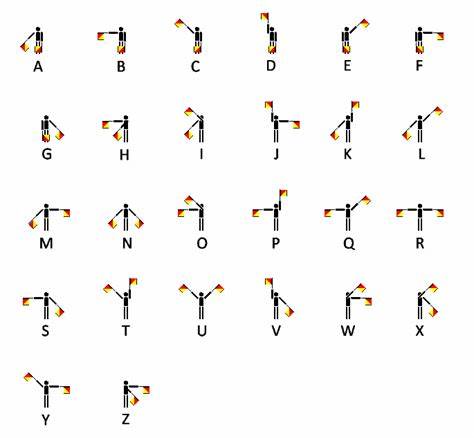 A B C D E F
G H I J K L
M N O P Q R
S T U V W X
Y Z